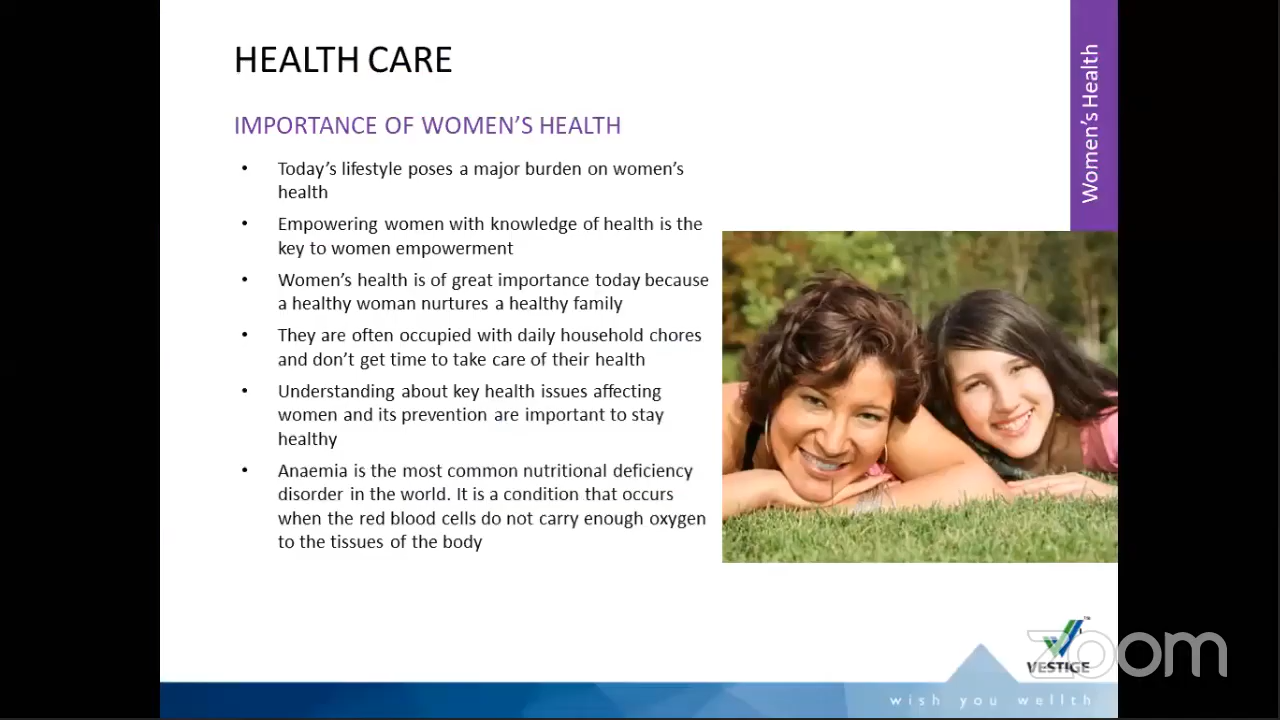 HEALTH CARE
Women's Health
IMPORTANCE OF WOMEN'S HEALTH
• Today's lifestyle poses a major burden on women's
health
• Empowering women with knowledge of health is the
key to women empowerment
• Women's health is of great importance today because
a healthy woman nurtures a healthy family
• They are often occupied with daily household chores
and don't get time to take care of their health
• Understanding about key health issues affecting
women and its prevention are important to stay
healthy
• Anaemia is the most common nutritional deficiency
disorder in the world. It is a condition that occurs
when the red blood cells do not carry enough oxygen
to the tissues of the body
TM
zoom
VESTIGE
wish you wellth